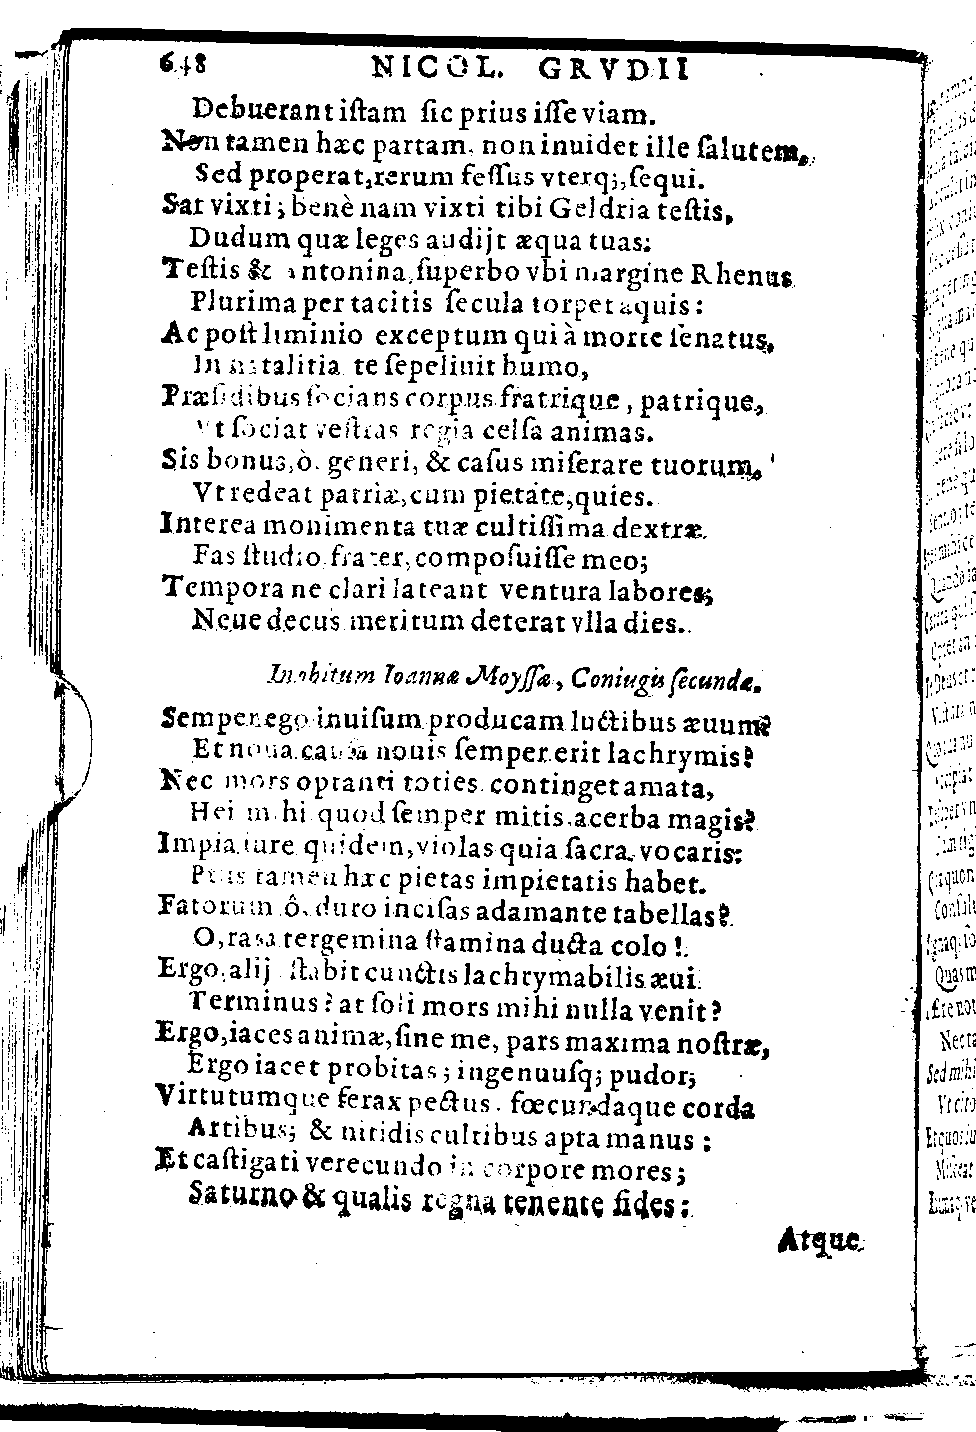 648 NICOL. GRVDII
Debuerant iſtam ſic prius iſſe viam.
Non tamen hæc partam, non inuidet ille ſalutem,
Sed properat, rerum feſſus vterq;, ſequi.
Sat vixti; benè nam vixti tibi Geldria teſtis,
Dudum quæ leges audijt æqua tuas:
Teſtis & Antonina, ſuperbo vbi margine Rhenus
Plurima per tacitis ſecula torpet aquis:
Ac poſtliminio exceptum qui à morte ſenatus,
In natalitia te ſepeliuit humo,
Præſidibus ſocians corpus fratrique, patrique,
Vt ſociat veſtras regia celſa animas.
Sis bonus, ò generi, & caſus miſerare tuorum,
Vt redeat patriæ, cum pietate, quies.
Interea monimenta tuæ cultiſſima dextræ
Fas ſtudio frater, compoſuiſſe meo;
Tempora ne clari lateant ventura labores;
Neue decus meritum deterat vlla dies.
In obitum Ioannæ Moyſſæ, Coniugis ſecundæ.
Semper ego inuiſum producam luctibus æuum?
Et noua cauſa nouis ſemper erit lachrymis?
Nec mors optanti toties continget amata,
Hei mihi quod ſemper mitis acerba magis?
Impia iure quidem, violas quia ſacra, vocaris:
Plus tamen hæc pietas impietatis habet.
Fatorum ô duro inciſas adamante tabellas?
O, rata tergemina ſtamina ducta colo!
Ergo alij ſtabit cunctis lachrymabilis æui
Terminus? at ſoli mors mihi nulla venit?
Ergo, iaces animæ, ſine me, pars maxima noſtræ,
Ergo iacet probitas; ingenuuſq; pudor;
Virtutumque ferax pectus, fœcundaque corda
Artibus; & nitidis cultibus apta manus:
Et caſtigati verecundo in corpore mores;
Saturno & qualis regna tenente fides:
Atque